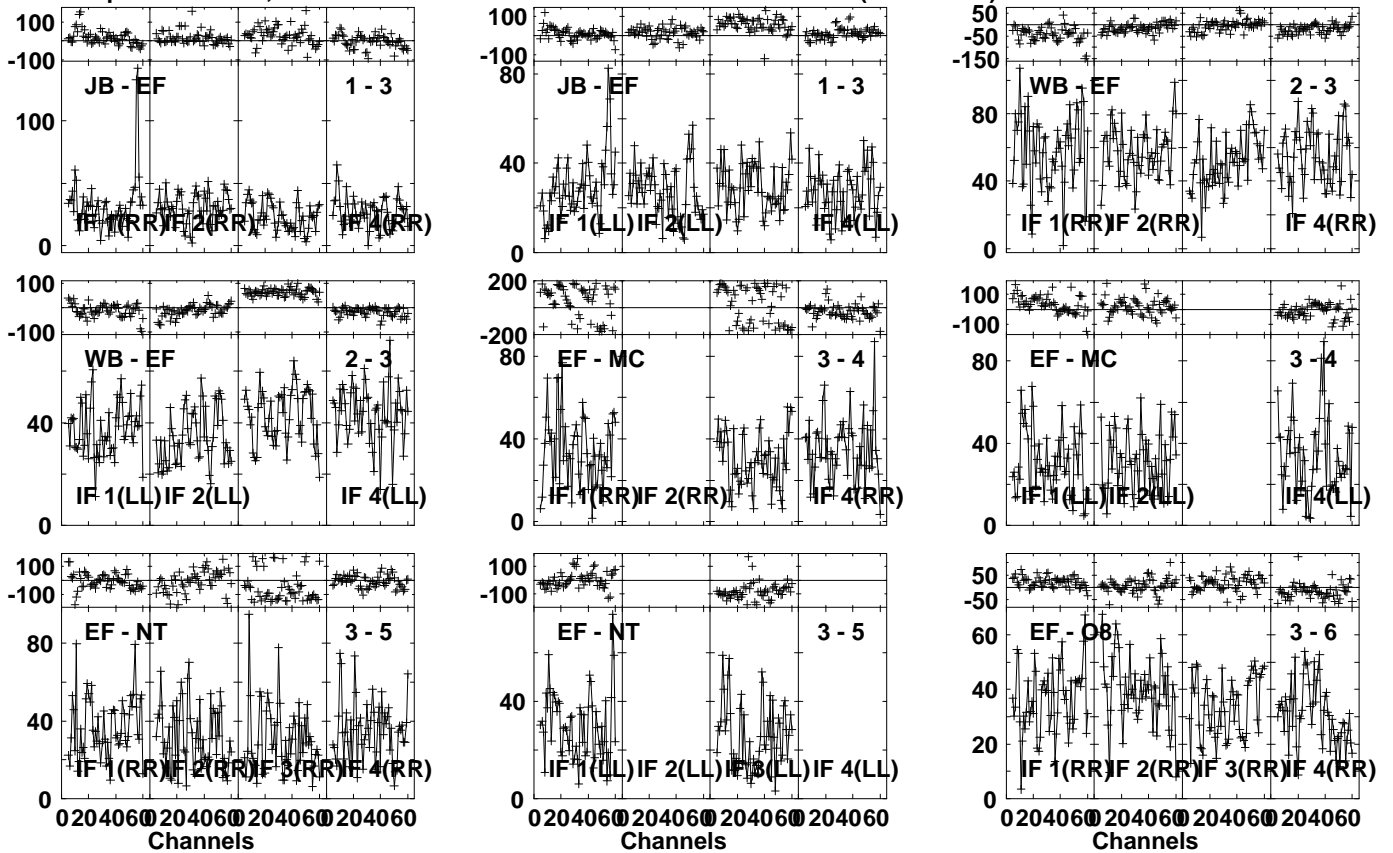 100
-100
JB - EF 1 - 3
100
0
IF 1(RR) IF 2(RR) IF 4(RR)
100
-100
80
JB - EF 1 - 3
40
0
IF 1(LL) IF 2(LL) IF 4(LL)
50
-50
-150
WB - EF 2 - 3
80
40
0
IF 1(RR) IF 2(RR) IF 4(RR)
100
-100
WB - EF 2 - 3
40
0
IF 1(LL) IF 2(LL) IF 4(LL)
200
-200
80
EF - MC 3 - 4
40
0
IF 1(RR) IF 2(RR) IF 4(RR)
100
-100
80
EF - MC 3 - 4
40
0
IF 1(LL) IF 2(LL) IF 4(LL)
100
-100
EF - NT 3 - 5
80
40
0
IF 1(RR) IF 2(RR) IF 3(RR) IF 4(RR)
0 20 40 60 0 20 40 60 0 20 40 60 0 20 40 60
Channels
100
-100
EF - NT 3 - 5
40
0
IF 1(LL) IF 2(LL) IF 3(LL) IF 4(LL)
0 20 40 60 0 20 40 60 0 20 40 60 0 20 40 60
Channels
50
-50
EF - O8 3 - 6
60
40
20
0
IF 1(RR) IF 2(RR) IF 3(RR) IF 4(RR)
0 20 40 60 0 20 40 60 0 20 40 60 0 20 40 60
Channels